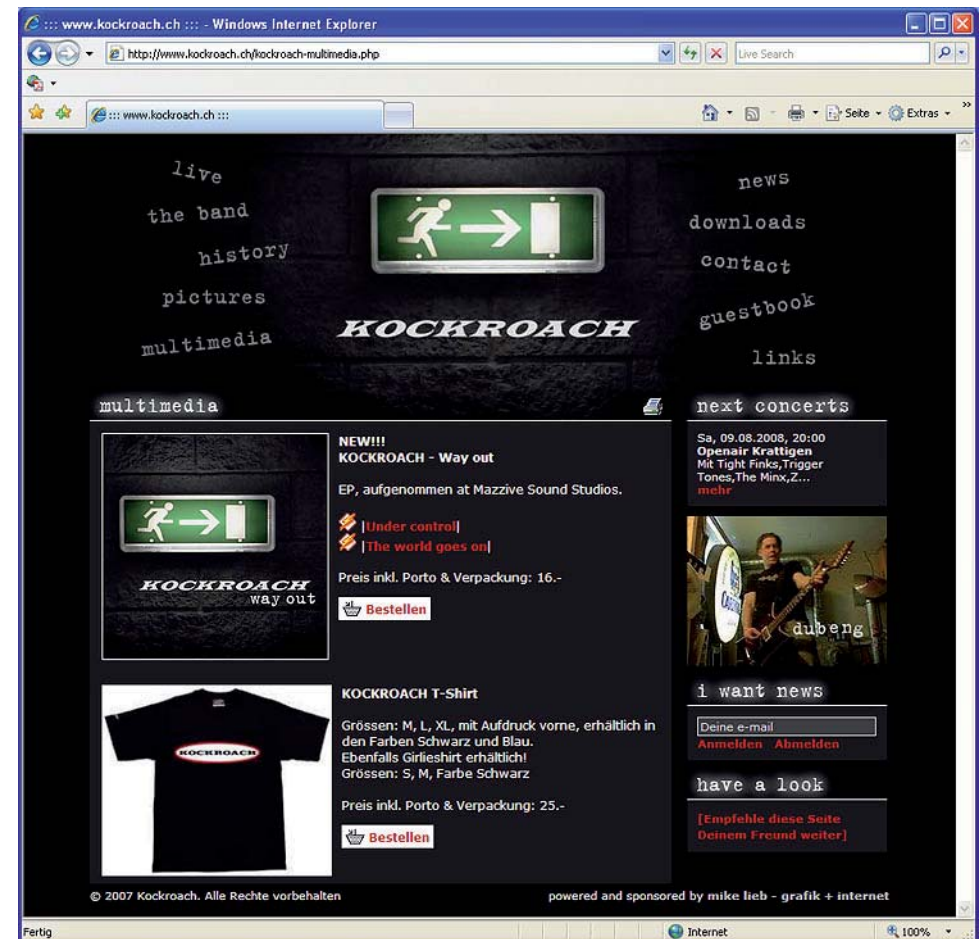 ::: www.kockroach.ch ::: - Windows Internet Explorer
http://www.kockroach.ch/kockroach-multimedia.php
Live Search
::: www.kockroach.ch :::
Seite
Extras
live
the band
history
pictures
multimedia
KOCKROACH
news
downloads
contact
guestbook
links
multimedia
KOCKROACH
way out
NEW!!!
KOCKROACH - Way out
EP, aufgenommen at Mazzive Sound Studios.
|Under control|
|The world goes on|
Preis inkl. Porto & Verpackung: 16.-
Bestellen
KOCKROACH
KOCKROACH T-Shirt
Grössen: M, L, XL, mit Aufdruck vorne, erhältlich in
den Farben Schwarz und Blau.
Ebenfalls Girlieshirt erhältlich!
Grössen: S, M, Farbe Schwarz
Preis inkl. Porto & Verpackung: 25.-
Bestellen
next concerts
Sa, 09.08.2008, 20:00
Openair Krattigen
Mit Tight Finks,Trigger
Tones,The Minx,Z...
mehr
dubeng
i want news
Deine e-mail
Anmelden Abmelden
have a look
[Empfehle diese Seite
Deinem Freund weiter]
© 2007 Kockroach. Alle Rechte vorbehalten
powered and sponsored by mike lieb - grafik + internet
Fertig
Internet
100%